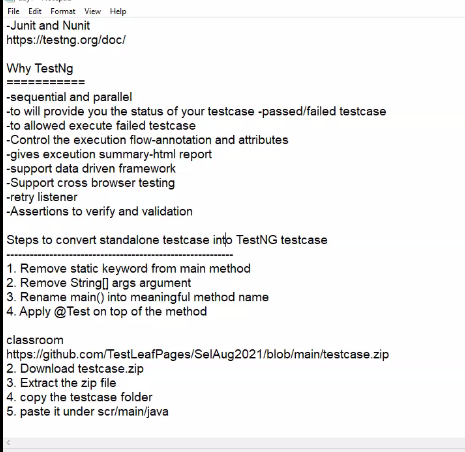 File Edit Format View Help
-Junit and Nunit
https://testng.org/doc/
Why TestNg
===========
-sequential and parallel
-to will provide you the status of your testcase -passed/failed testcase
-to allowed execute failed testcase
-Control the execution flow-annotation and attributes
-gives exceution summary-html report
-support data driven framework
-Support cross browser testing
-retry listener
-Assertions to verify and validation
Steps to convert standalone testcase into TestNG testcase
----------------------------------------------------------
1. Remove static keyword from main method
2. Remove String[] args argument
3. Rename main() into meaningful method name
4. Apply @Test on top of the method
classroom
https://github.com/TestLeafPages/SelAug2021/blob/main/testcase.zip
2. Download testcase.zip
3. Extract the zip file
4. copy the testcase folder
5. paste it under scr/main/java